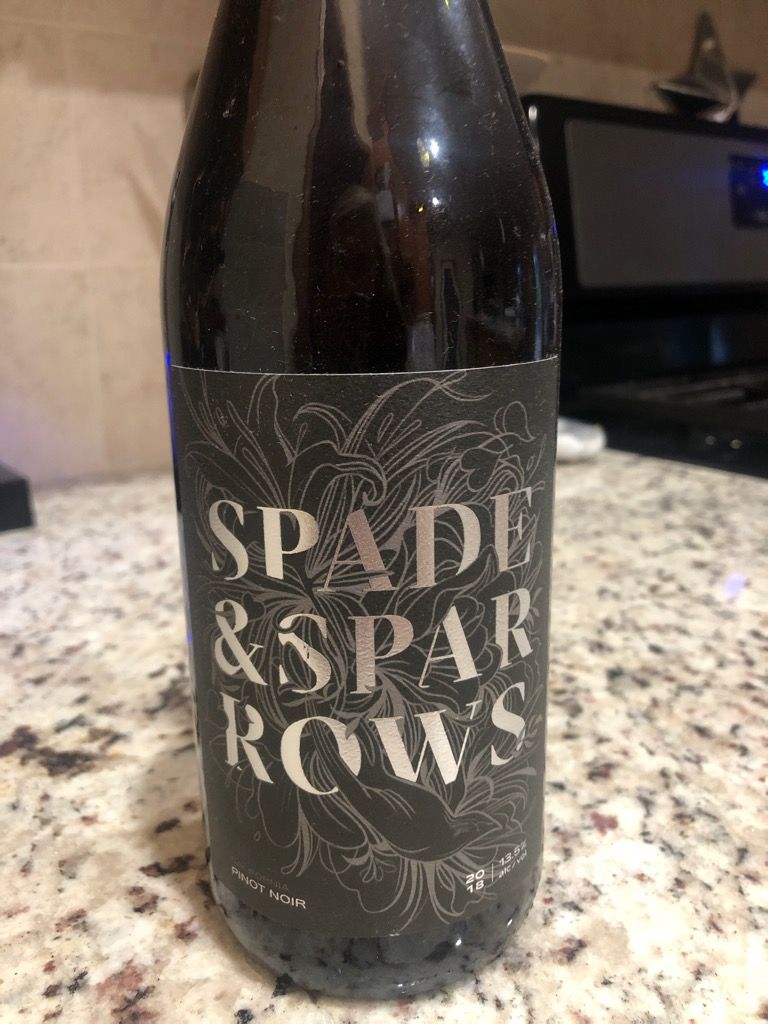 SPADE
& SPAR
ROWS
PINOT NOIR
20
18
13.5%
alc/vol